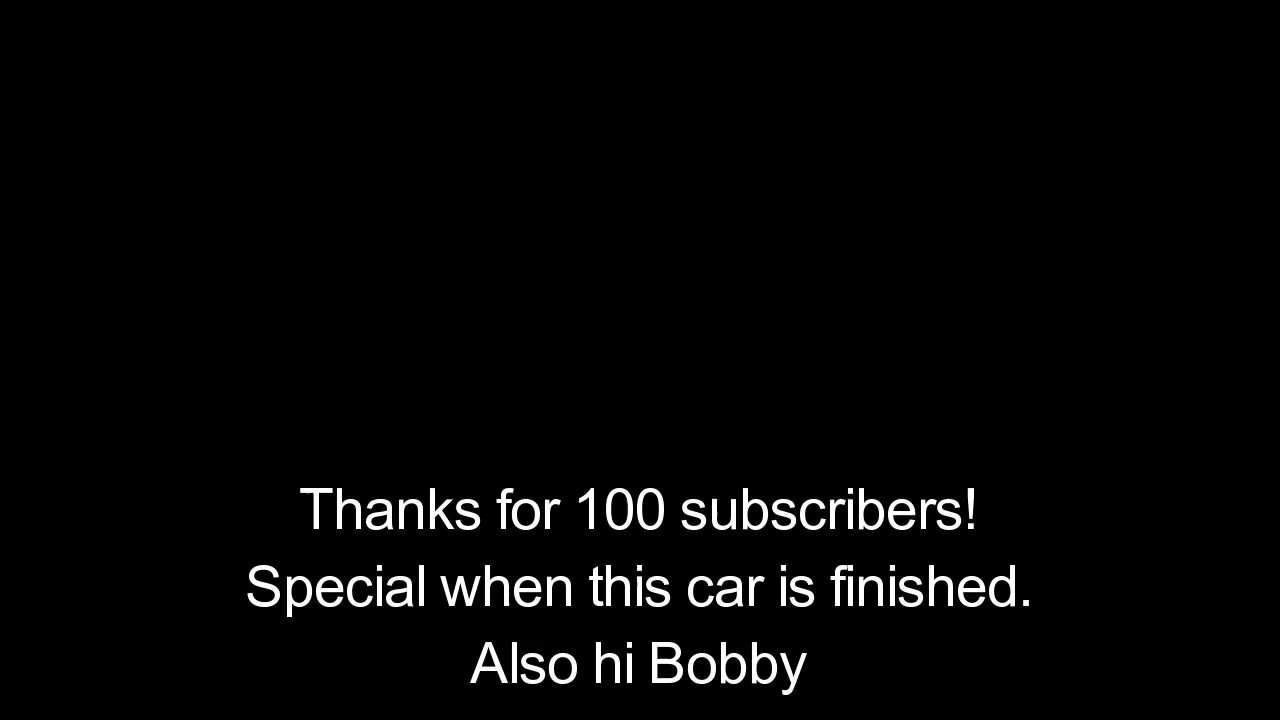 Thanks for 100 subscribers!
Special when this car is finished.
Also hi Bobby